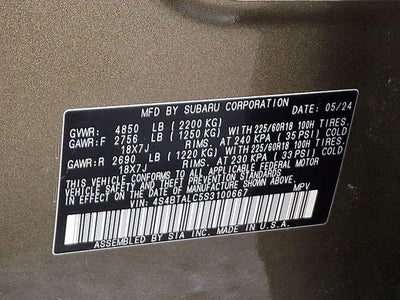 MFD BY SUBARU CORPORATION DATE: 05/24
GVWR: 4850 LB ( 2200 KG)
GAWR:F 2756 LB ( 1250 KG) WITH 225/60R18 100H TIRES.
18X7J RIMS. AT 240 KPA ( 35 PSI) COLD
GAWR:R 2690 LB ( 1220 KG) WITH 225/60R18 100H TIRES.
18X7J RIMS. AT 230 KPA ( 33 PSI) COLD
THIS VEHICLE CONFORMS TO ALL APPLICABLE FEDERAL MOTOR
VEHICLE SAFETY STANDARDS IN EFFECT ON THE
DATE OF MANUFACTURE SHOWN ABOVE.
VIN: 4S4BTALC5S3100667 MPV
ASSEMBLED BY SIA INC. MADE IN U.S.A.